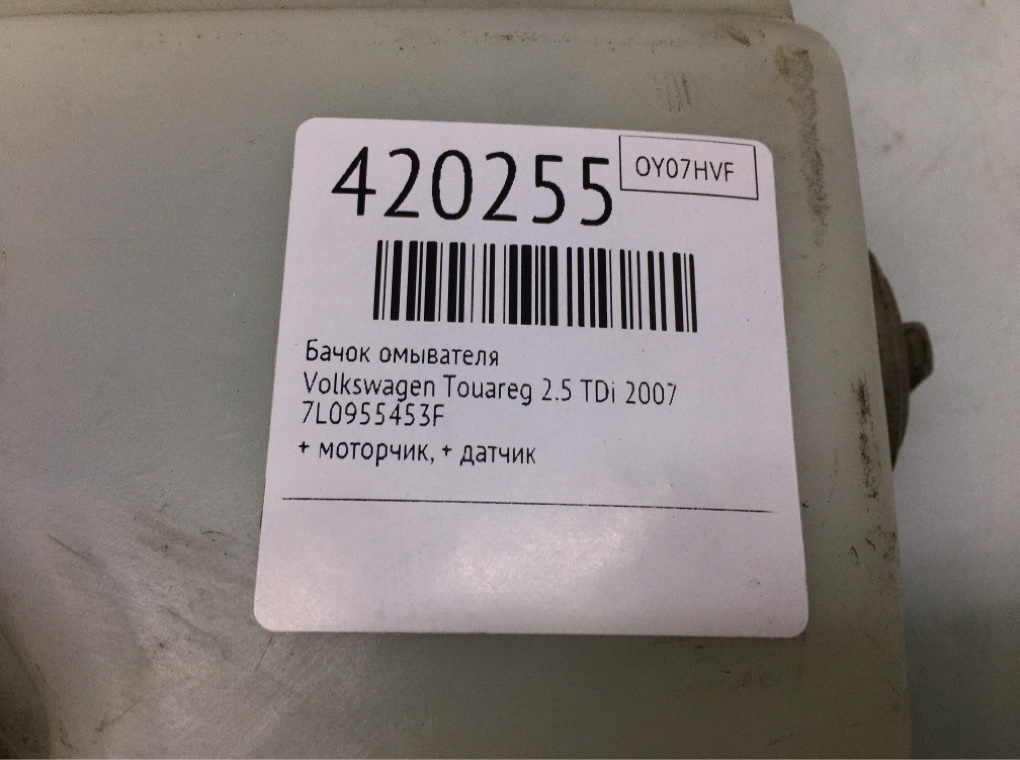 420255
OY07HVF
Бачок омывателя
Volkswagen Touareg 2.5 TDi 2007
7L0955453F
+ моторчик, + датчик